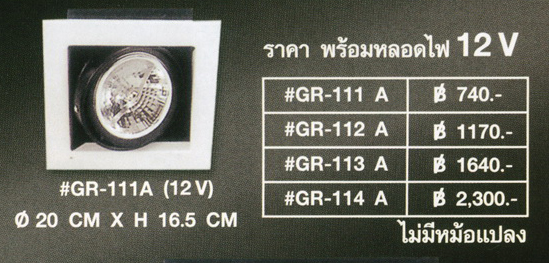 ราคา พร้อมหลอดไฟ 12 V
#GR-111 A ฿ 740.-
#GR-112 A ฿ 1170.-
#GR-113 A ฿ 1640.-
#GR-114 A ฿ 2,300.-
ไม่มีหม้อแปลง
#GR-111A (12 V)
Ø 20 CM X H 16.5 CM